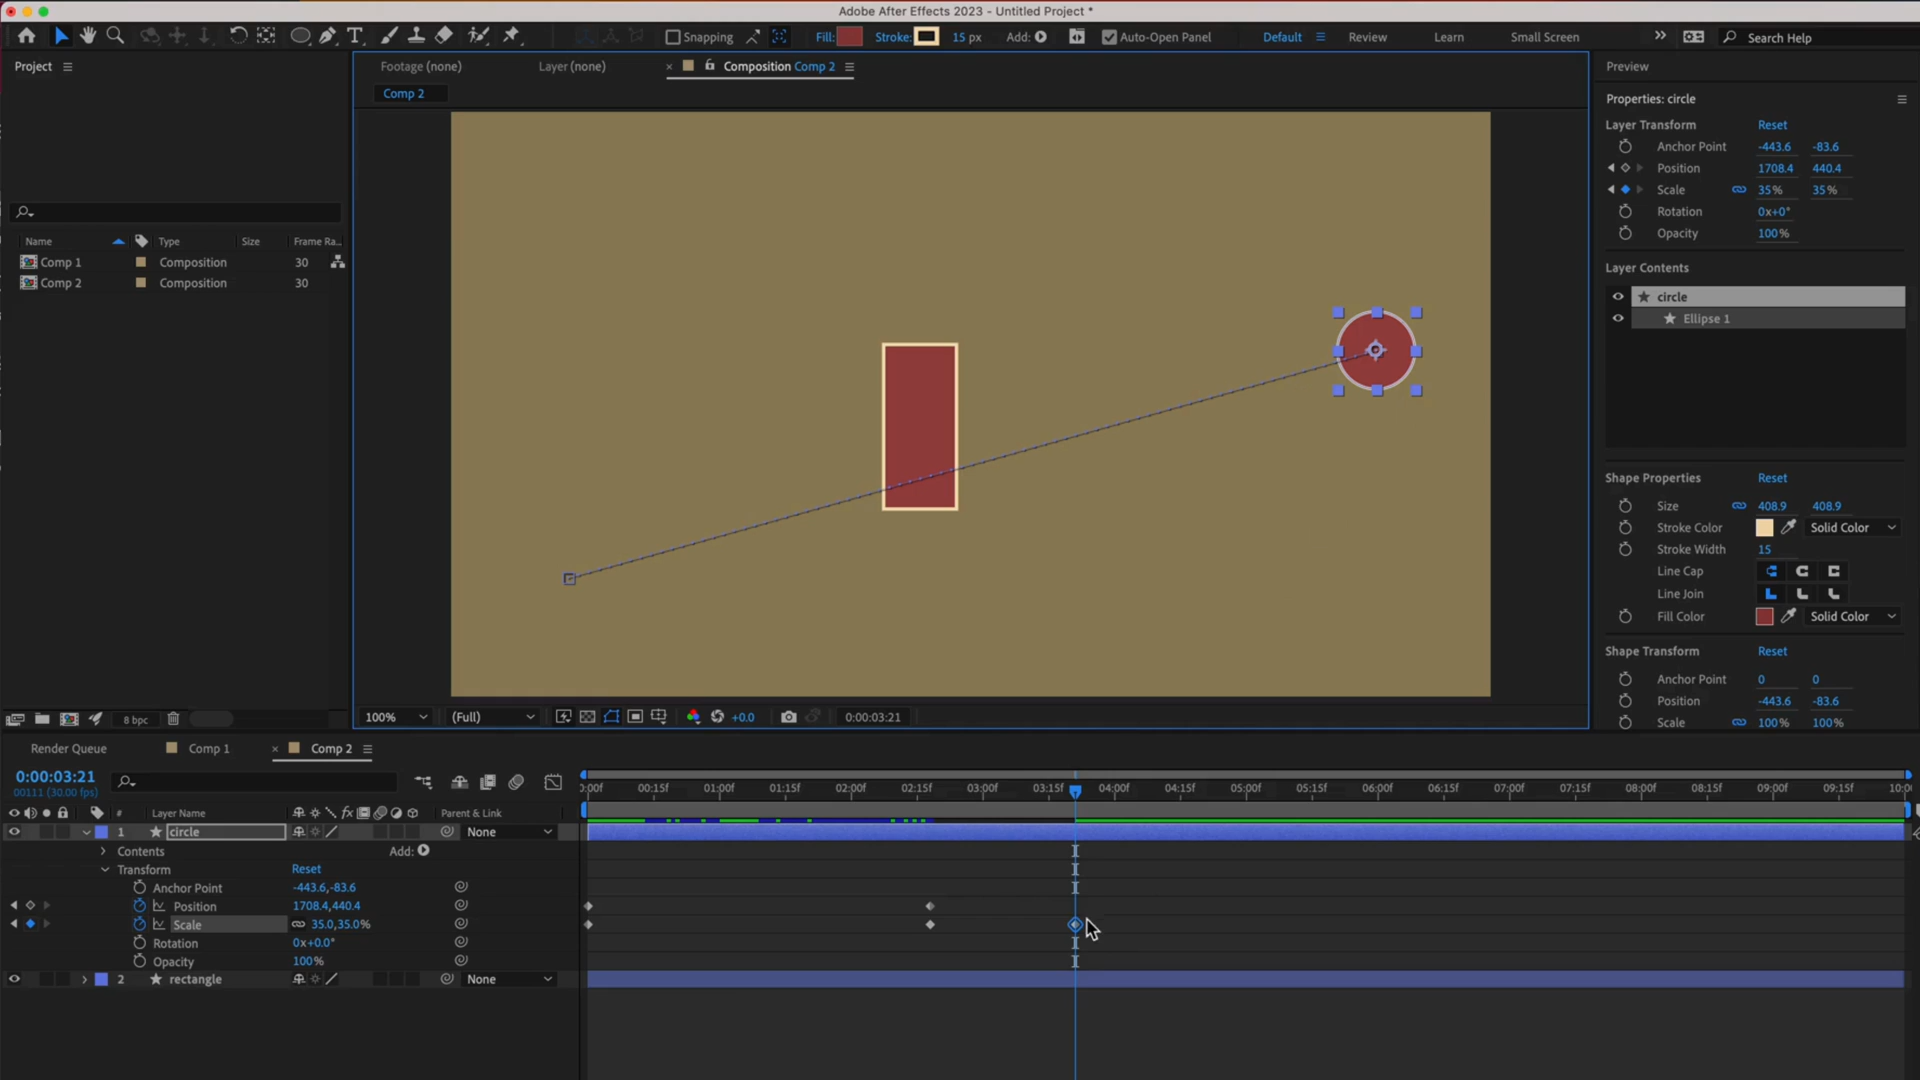 Adobe After Effects 2023 - Untitled Project *
Snapping
Fill:
Stroke:
15 px
Add:
Auto-Open Panel
Default
Review
Learn
Small Screen
Search Help
Project
Name
Type
Size
Frame Ra...
Comp 1
Composition
30
Comp 2
Composition
30
8 bpc
Footage (none)
Layer (none)
Composition Comp 2
Comp 2
100%
(Full)
+0.0
0:00:03:21
Preview
Properties: circle
Layer Transform
Reset
Anchor Point
-443.6
-83.6
Position
1708.4
440.4
Scale
35%
35%
Rotation
0x+0°
Opacity
100%
Layer Contents
circle
Ellipse 1
Shape Properties
Reset
Size
408.9
408.9
Stroke Color
Solid Color
Stroke Width
15
Line Cap
Line Join
Fill Color
Solid Color
Shape Transform
Reset
Anchor Point
0
0
Position
-443.6
-83.6
Scale
100%
100%
Render Queue
Comp 1
Comp 2
0:00:03:21
00111 (30.00 fps)
:00f
00:15f
01:00f
01:15f
02:00f
02:15f
03:00f
03:15f
04:00f
04:15f
05:00f
05:15f
06:00f
06:15f
07:00f
07:15f
08:00f
08:15f
09:00f
09:15f
10:0
#
Layer Name
fx
Parent & Link
1
circle
None
Contents
Add:
Transform
Reset
Anchor Point
-443.6,-83.6
Position
1708.4,440.4
Scale
35.0,35.0%
Rotation
0x+0.0°
Opacity
100%
2
rectangle
None